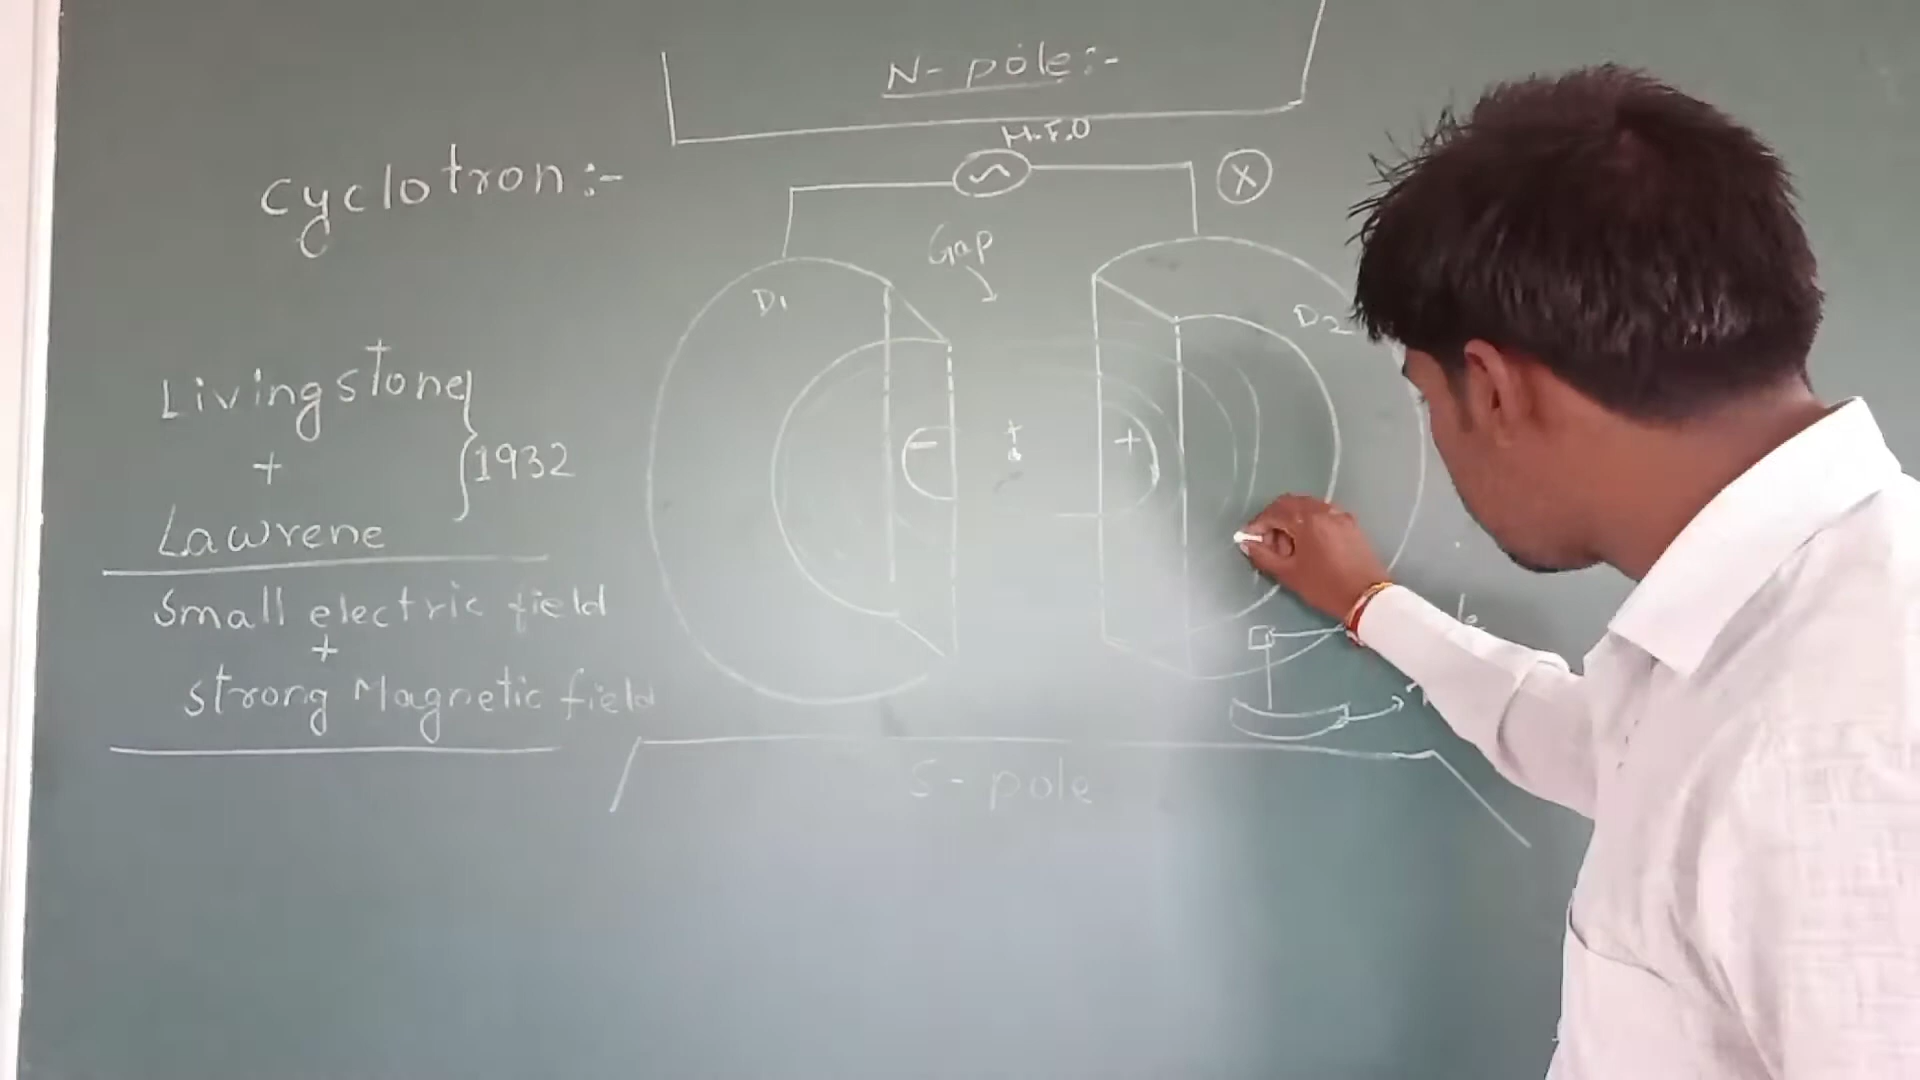 N-pole:-
H.F.O
X
Cyclotron:-
Gap
D1
D2
Livingstone
+
Lawrene
1932
- + +
Small electric field
+
strong Magnetic field
S-pole